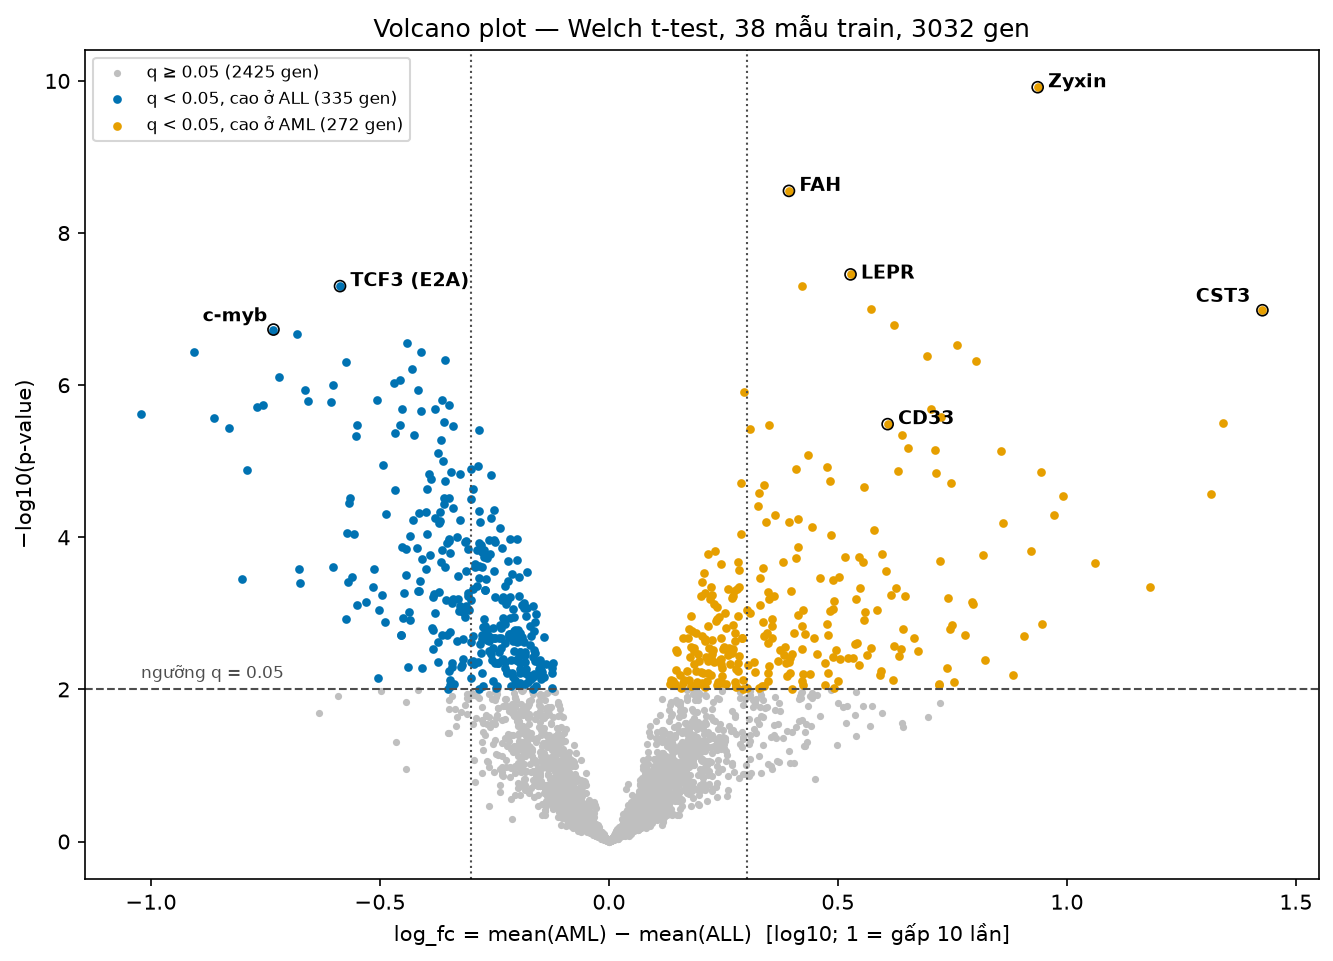 Volcano plot — Welch t-test, 38 mẫu train, 3032 gen
q ≥ 0.05 (2425 gen)
q < 0.05, cao ở ALL (335 gen)
q < 0.05, cao ở AML (272 gen)
Zyxin
FAH
LEPR
TCF3 (E2A)
CST3
c-myb
CD33
ngưỡng q = 0.05
−log10(p-value)
10
8
6
4
2
0
−1.0
−0.5
0.0
0.5
1.0
1.5
log_fc = mean(AML) − mean(ALL) [log10; 1 = gấp 10 lần]